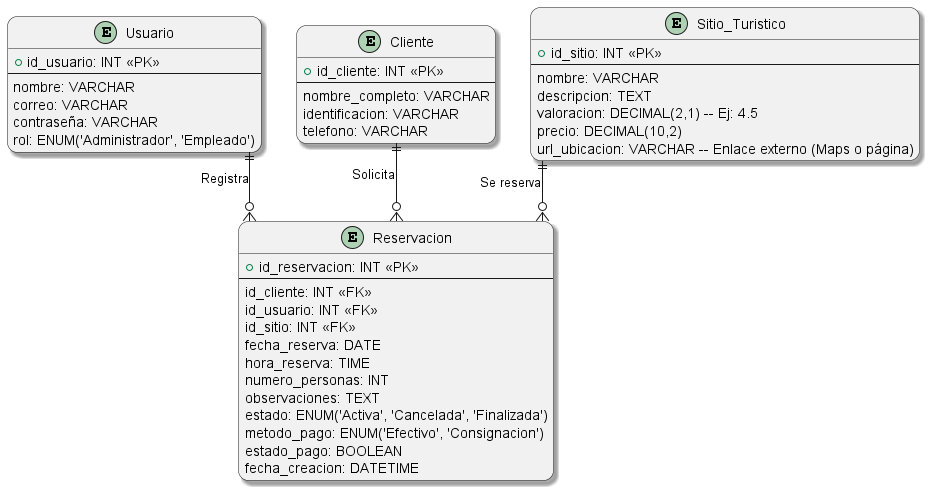 E Usuario
id_usuario: INT «PK»
nombre: VARCHAR
correo: VARCHAR
contraseña: VARCHAR
rol: ENUM('Administrador', 'Empleado')
E Cliente
id_cliente: INT «PK»
nombre_completo: VARCHAR
identificacion: VARCHAR
telefono: VARCHAR
E Sitio_Turistico
id_sitio: INT «PK»
nombre: VARCHAR
descripcion: TEXT
valoracion: DECIMAL(2,1) -- Ej: 4.5
precio: DECIMAL(10,2)
url_ubicacion: VARCHAR -- Enlace externo (Maps o página)
Registra
Solicita
Se reserva
E Reservacion
id_reservacion: INT «PK»
id_cliente: INT «FK»
id_usuario: INT «FK»
id_sitio: INT «FK»
fecha_reserva: DATE
hora_reserva: TIME
numero_personas: INT
observaciones: TEXT
estado: ENUM('Activa', 'Cancelada', 'Finalizada')
metodo_pago: ENUM('Efectivo', 'Consignacion')
estado_pago: BOOLEAN
fecha_creacion: DATETIME